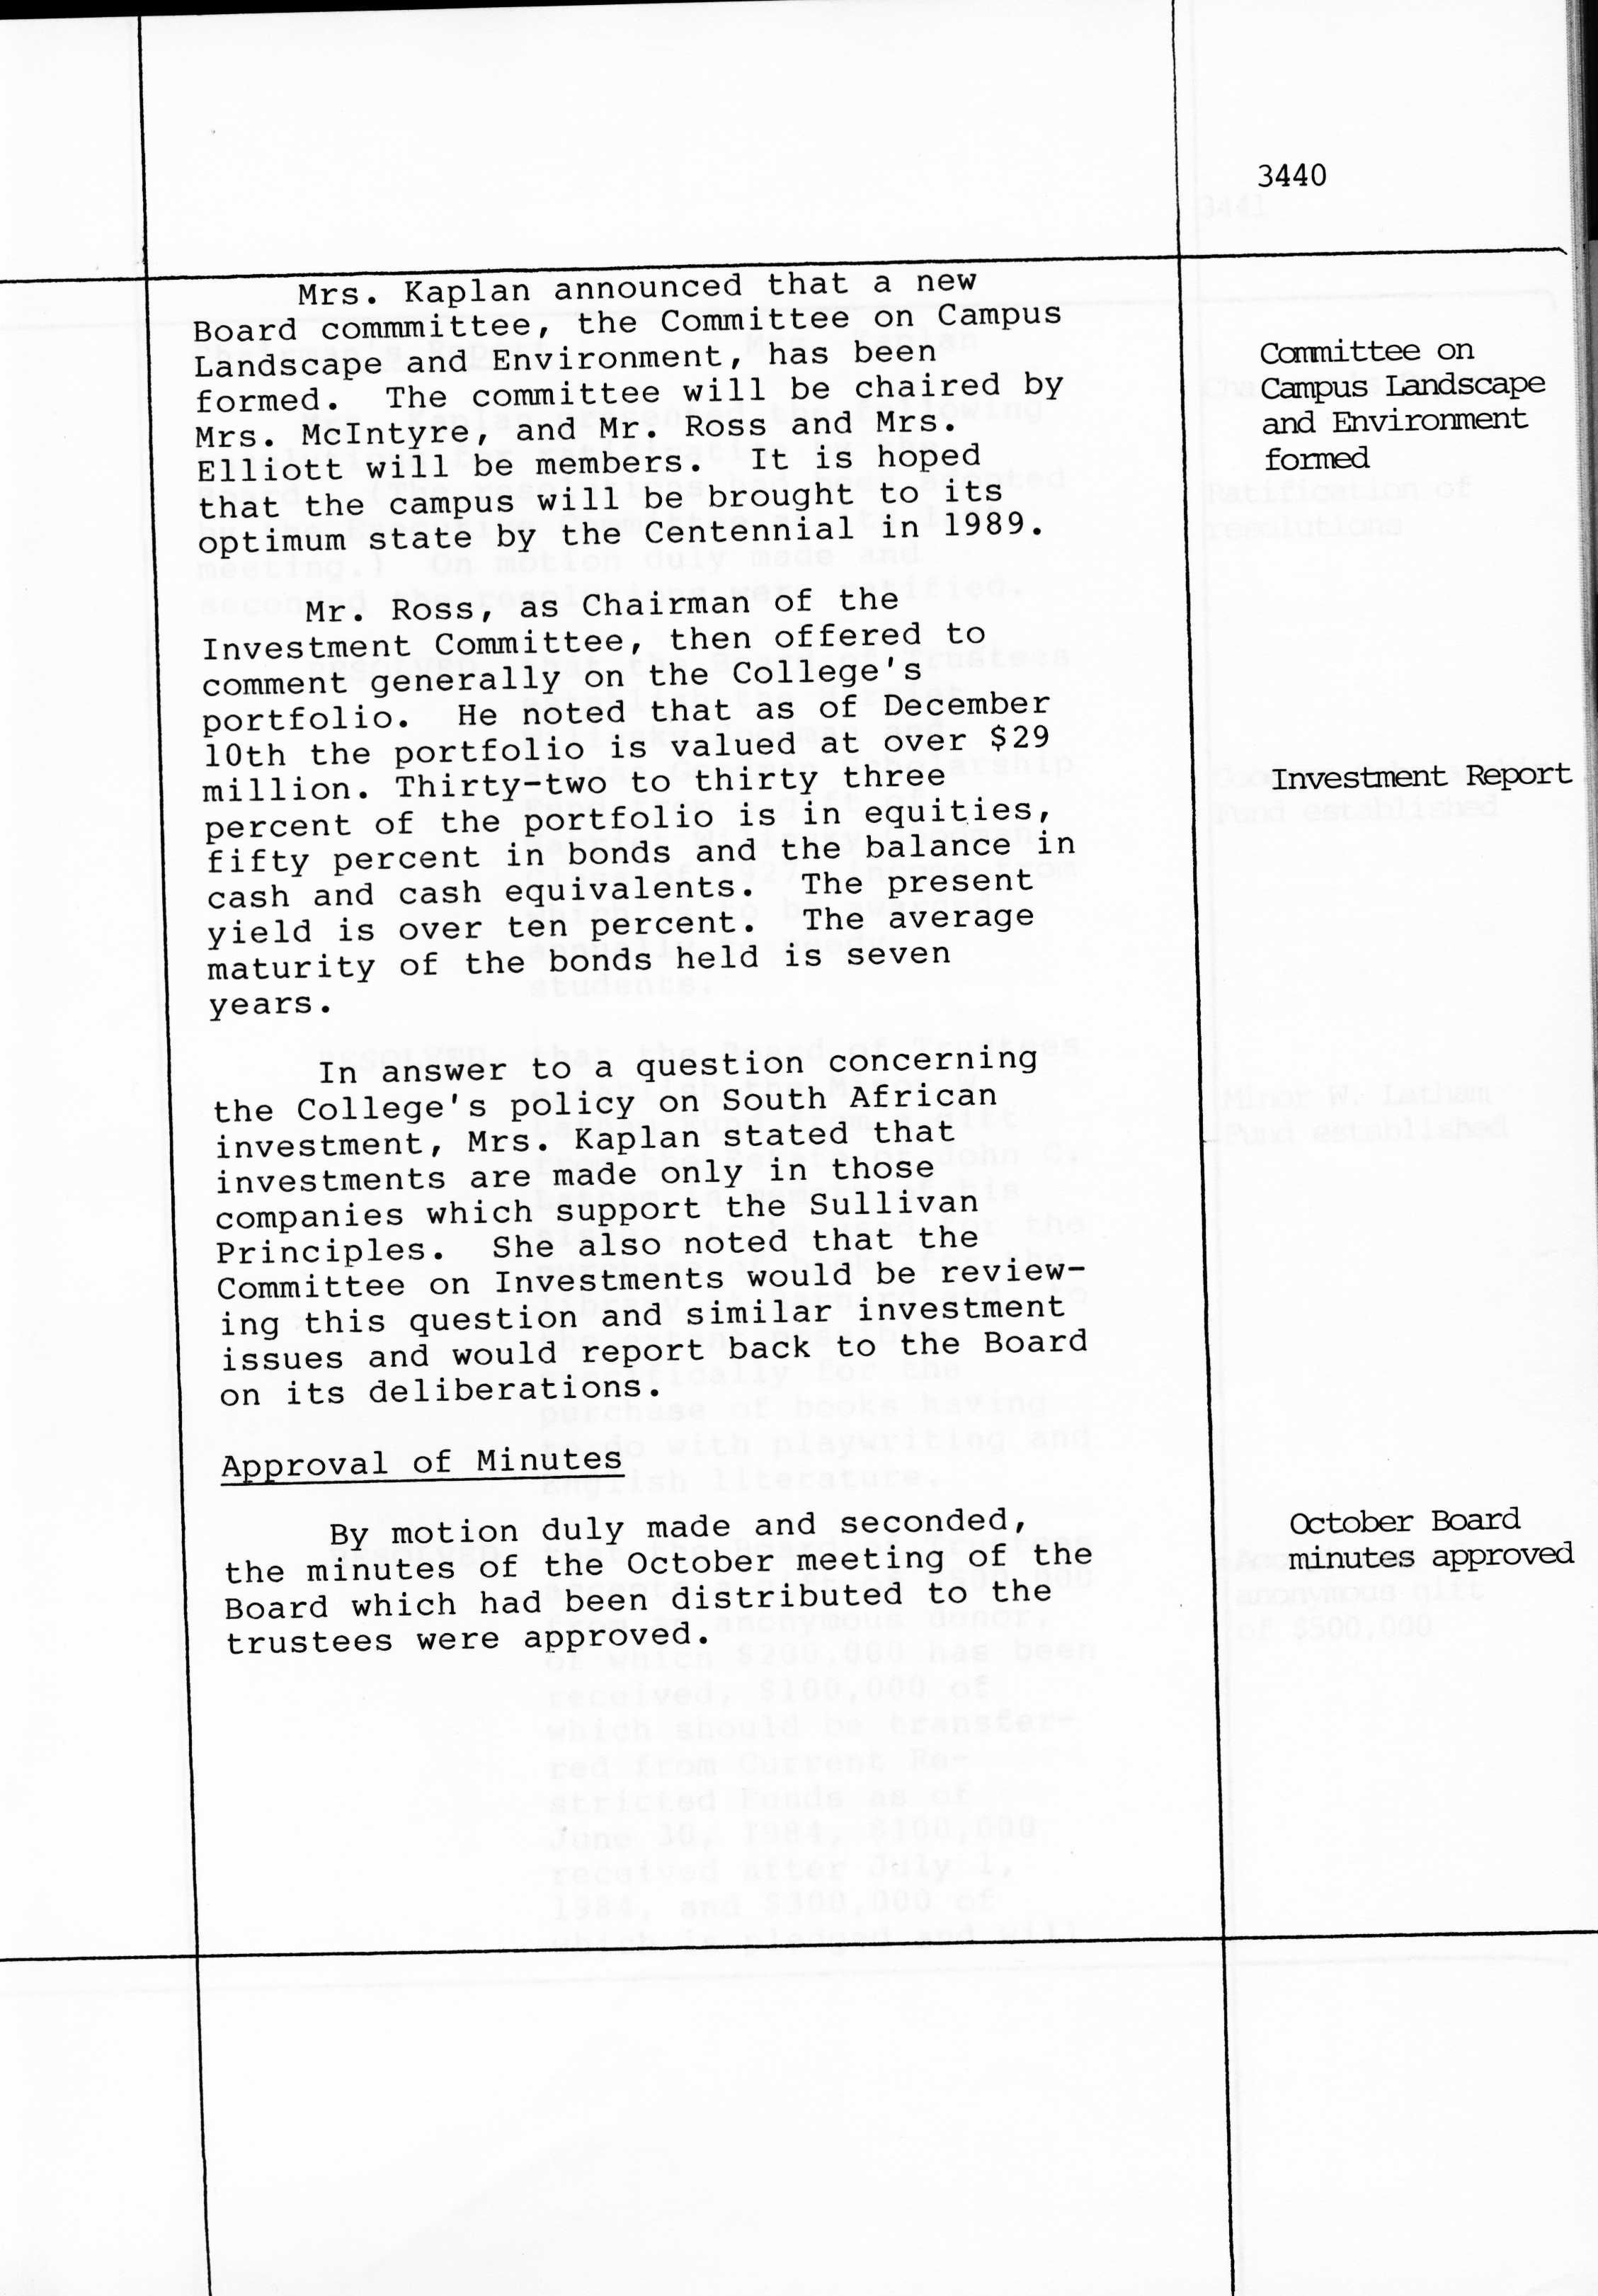 3440
Mrs. Kaplan announced that a new
Board commmittee, the Committee on Campus
Landscape and Environment, has been
formed. The committee will be chaired by
Mrs. McIntyre, and Mr. Ross and Mrs.
Elliott will be members. It is hoped
that the campus will be brought to its
optimum state by the Centennial in 1989.
Committee on
Campus Landscape
and Environment
formed
Mr. Ross, as Chairman of the
Investment Committee, then offered to
comment generally on the College's
portfolio. He noted that as of December
10th the portfolio is valued at over $29
million. Thirty-two to thirty three
percent of the portfolio is in equities,
fifty percent in bonds and the balance in
cash and cash equivalents. The present
yield is over ten percent. The average
maturity of the bonds held is seven
years.
Investment Report
In answer to a question concerning
the College's policy on South African
investment, Mrs. Kaplan stated that
investments are made only in those
companies which support the Sullivan
Principles. She also noted that the
Committee on Investments would be review-
ing this question and similar investment
issues and would report back to the Board
on its deliberations.
Approval of Minutes
By motion duly made and seconded,
the minutes of the October meeting of the
Board which had been distributed to the
trustees were approved.
October Board
minutes approved